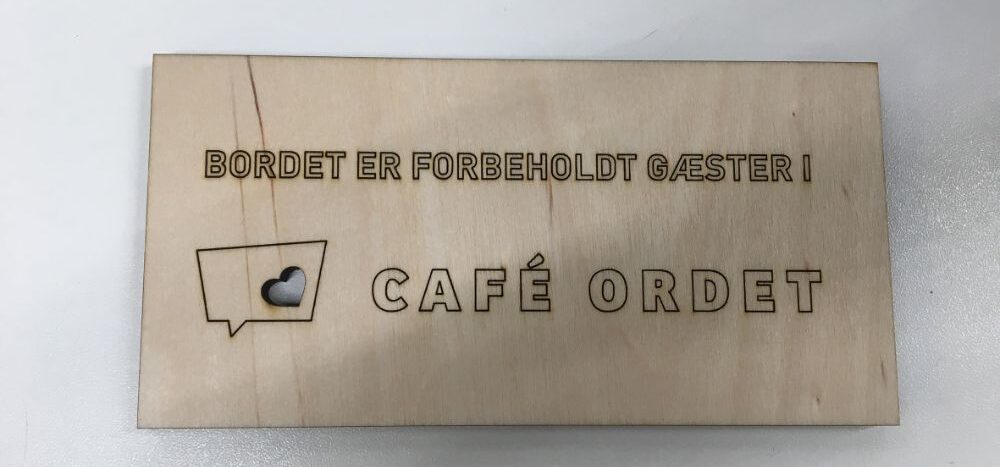 BORDET ER FORBEHOLDT GÆSTER I
CAFÉ ORDET